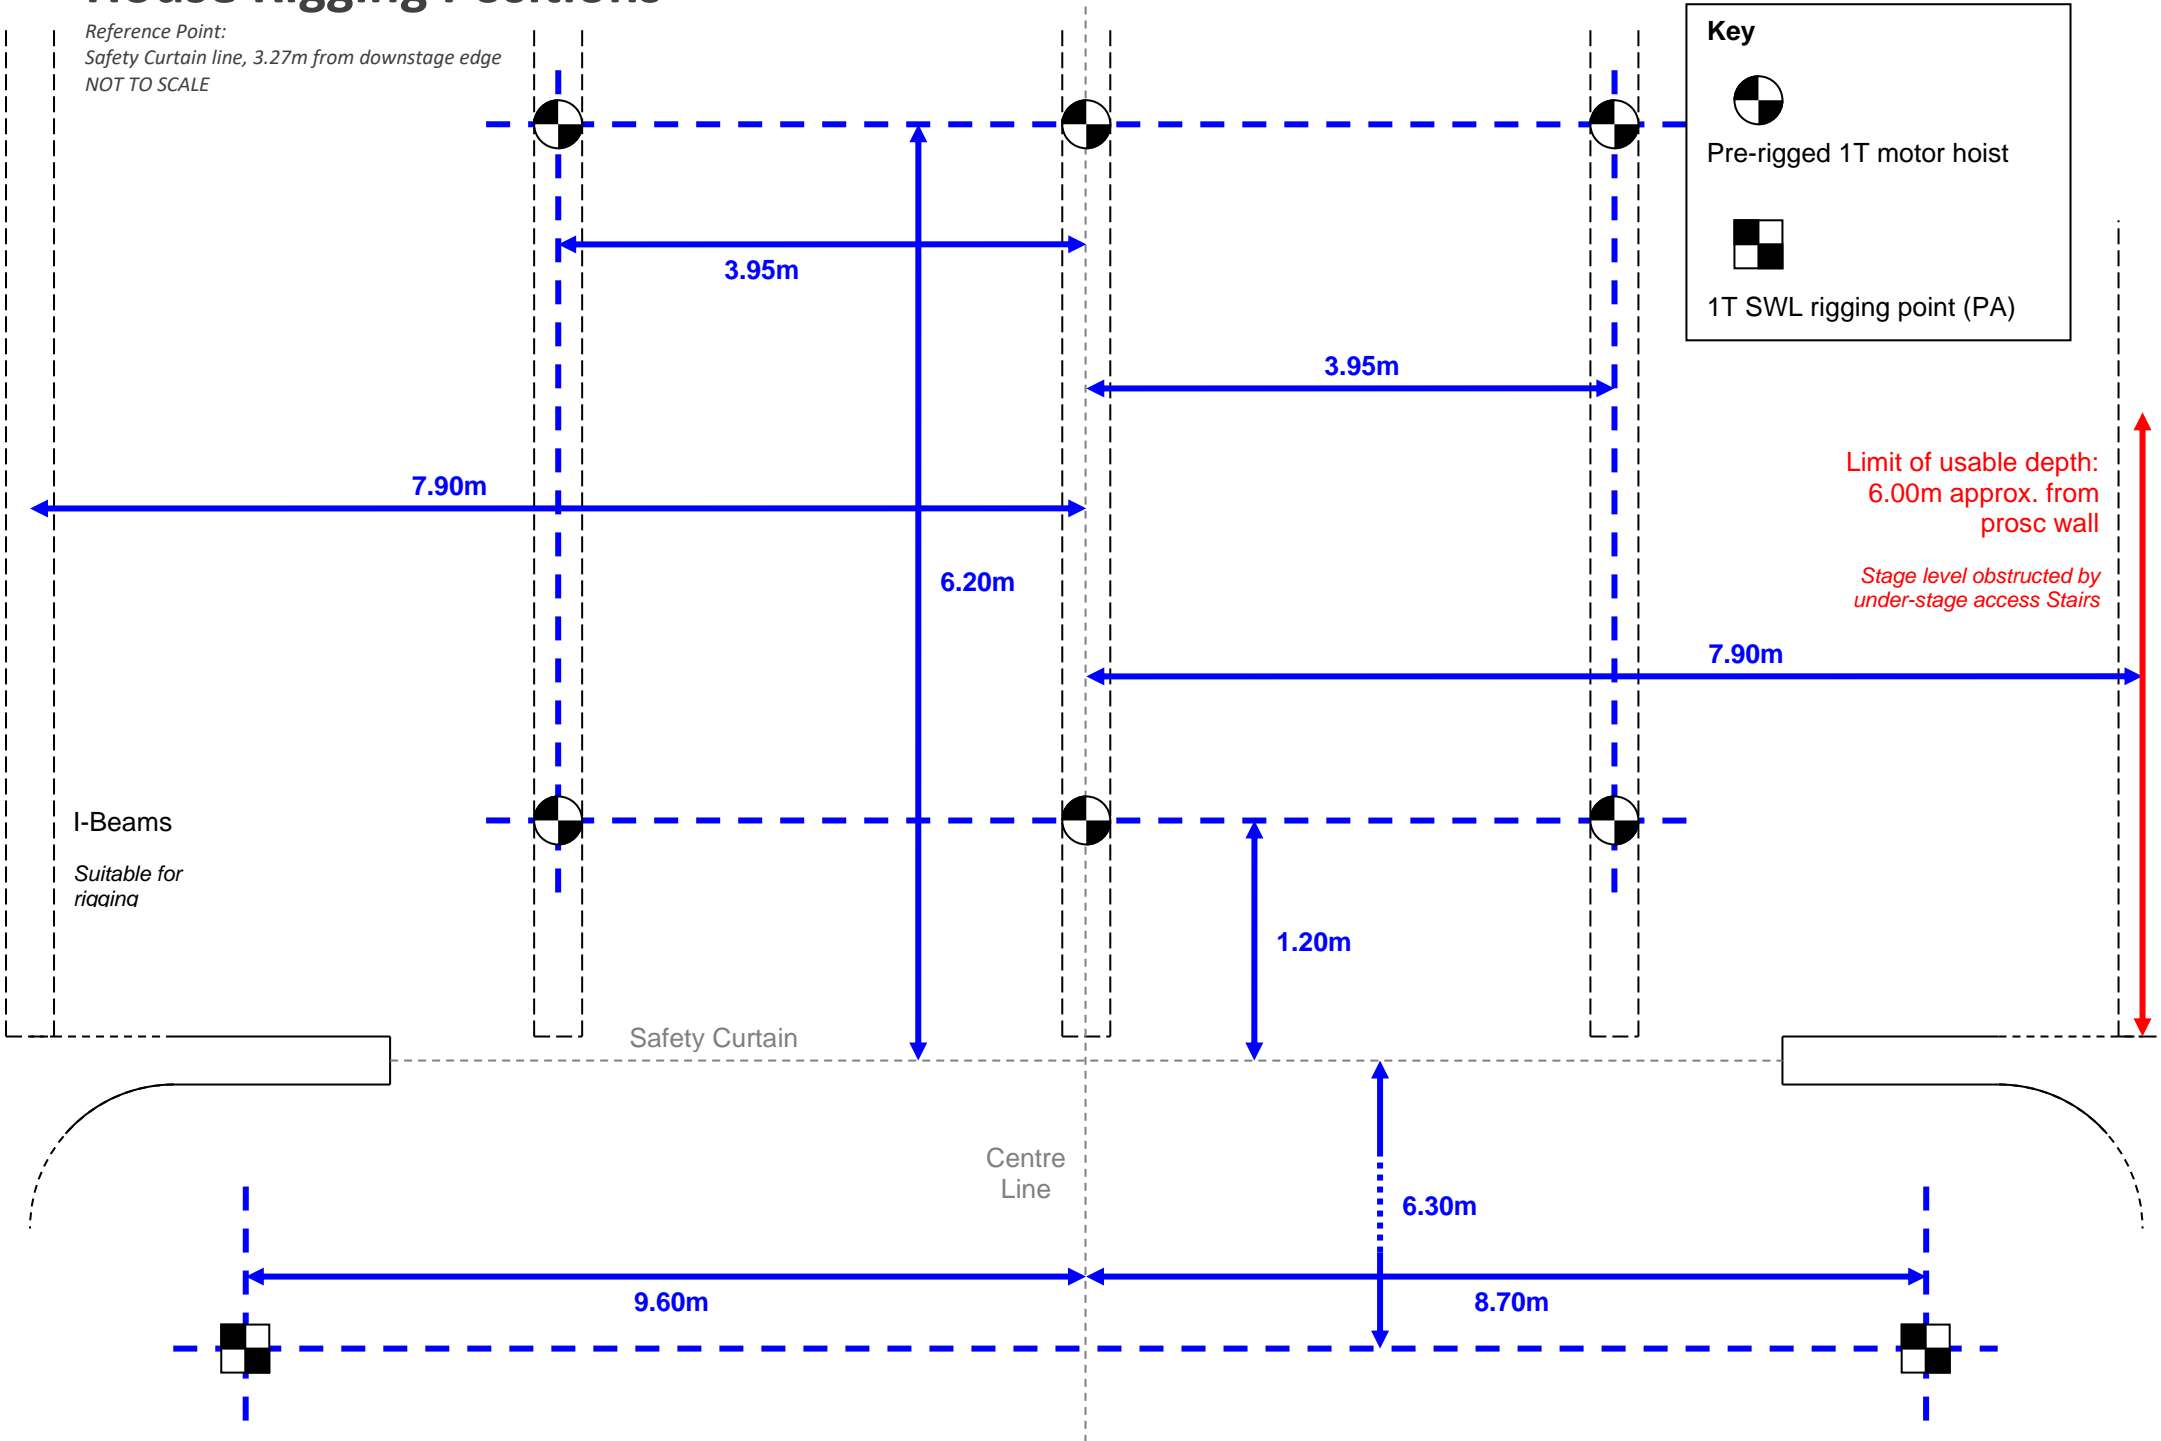 House Rigging Positions
Reference Point:
Safety Curtain line, 3.27m from downstage edge
NOT TO SCALE
Key
Pre-rigged 1T motor hoist
1T SWL rigging point (PA)
3.95m
3.95m
Limit of usable depth:
6.00m approx. from
prosc wall
7.90m
6.20m
Stage level obstructed by
under-stage access Stairs
7.90m
I-Beams
Suitable for
rigging
1.20m
Safety Curtain
Centre
Line
6.30m
9.60m
8.70m